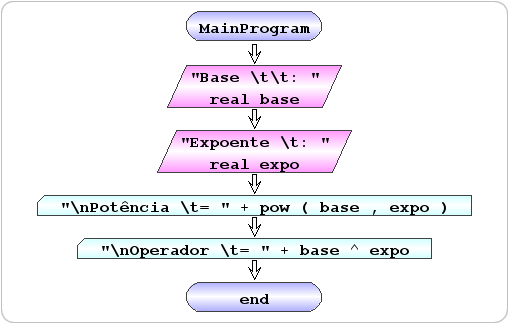 MainProgram
"Base \t\t: "
real base
"Expoente \t: "
real expo
"\nPotência \t= " + pow ( base , expo )
"\nOperador \t= " + base ^ expo
end